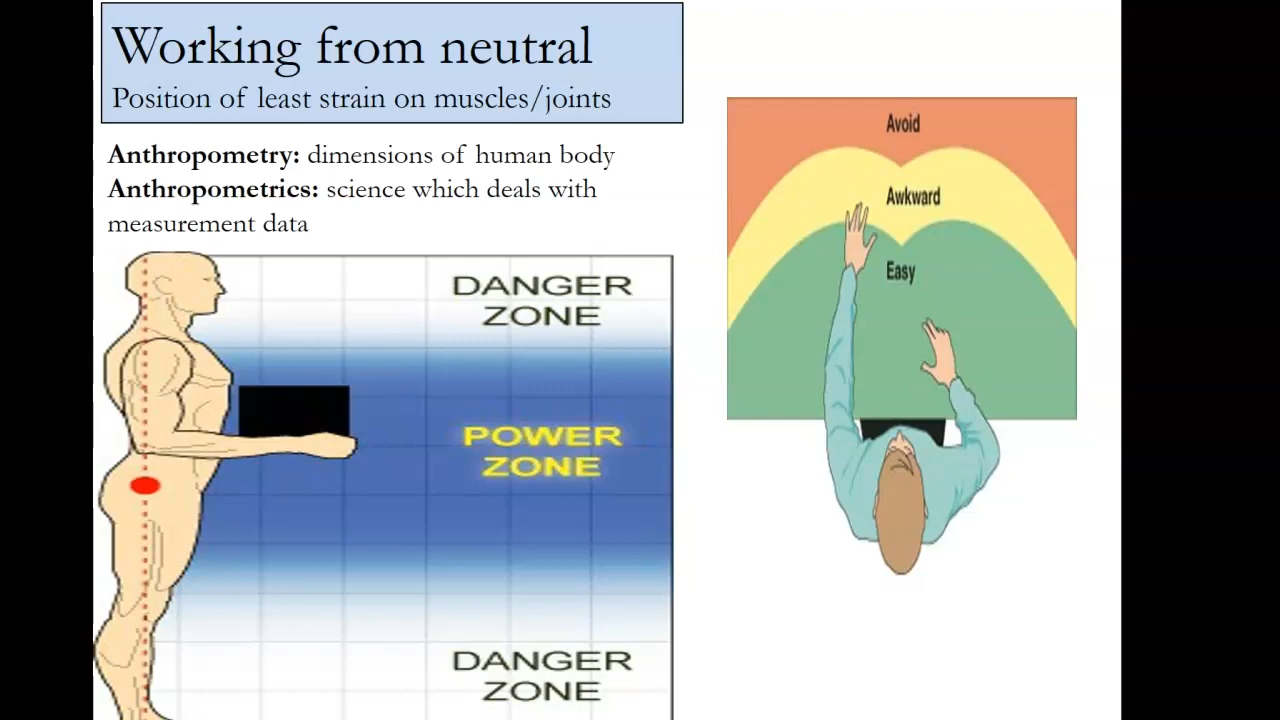 Working from neutral
Position of least strain on muscles/joints
Anthropometry: dimensions of human body
Anthropometrics: science which deals with
measurement data
DANGER
ZONE
POWER
ZONE
DANGER
ZONE
Avoid
Awkward
Easy